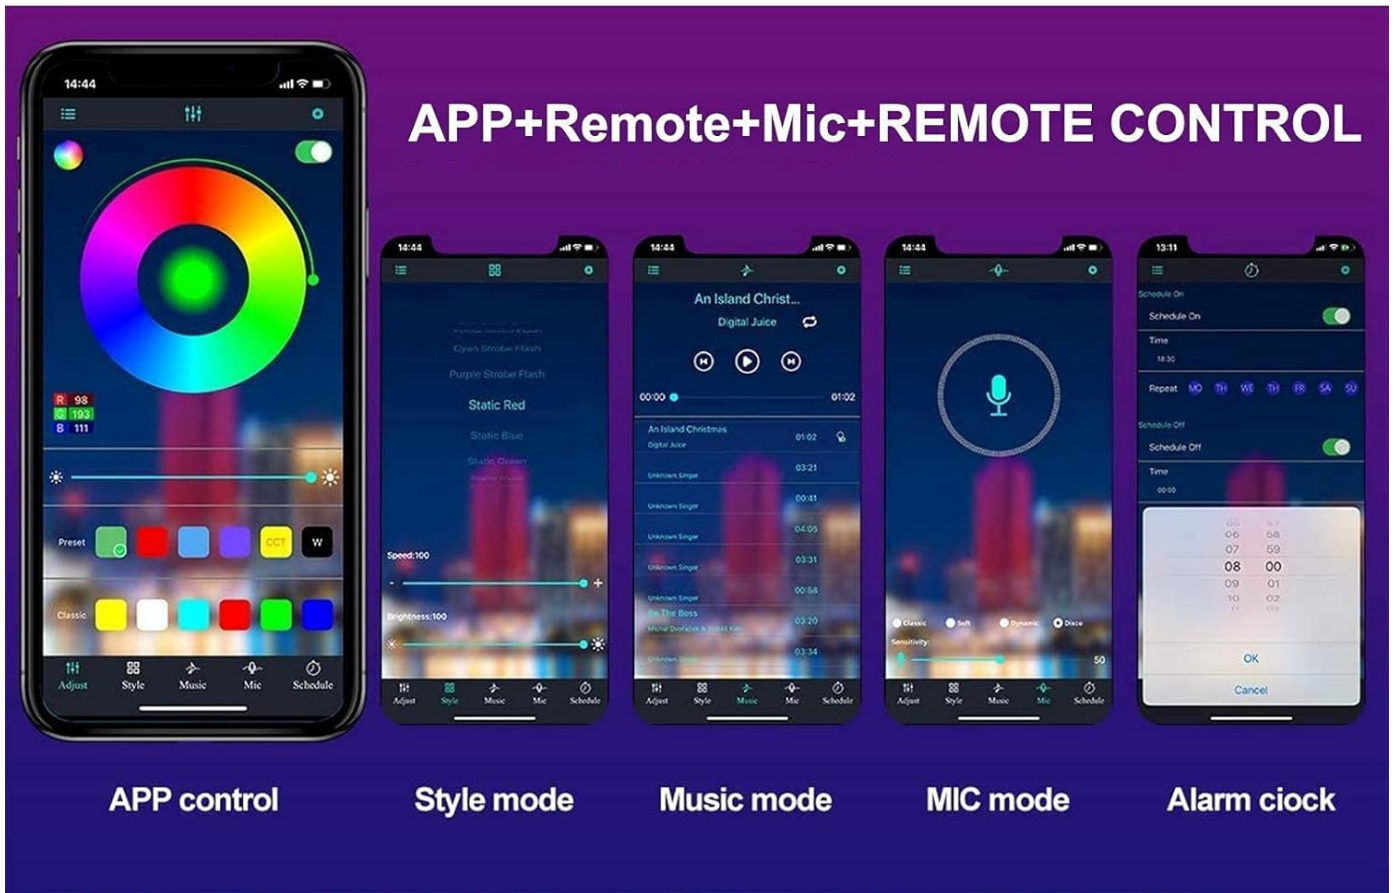 APP+Remote+Mic+REMOTE CONTROL
14:44
R 98
G 193
B 111
Preset
CCT
W
Classic
Adjust Style Music Mic Schedule
APP control
14:44
Cyan Strobe Flash
Purple Strobe Flash
Static Red
Static Blue
Static Green
Speed:100
- +
Brightness:100
Adjust Style Music Mic Schedule
Style mode
14:44
An Island Christ...
Digital Juice
00:00 01:02
An Island Christmas
Digital Juice
01:02
03:21
Unknown Singer
00:41
Unknown Singer
04:05
Unknown Singer
03:31
Unknown Singer
00:58
Unknown Singer
Be The Boss
03:20
03:34
Unknown Singer
Adjust Style Music Mic Schedule
Music mode
14:44
Classic Soft Dynamic Disco
Sensitivity:
50
Adjust Style Music Mic Schedule
MIC mode
13:11
Schedule On
Schedule On
Time
18:30
Repeat MO TH WE TH FR SA SU
Schedule Off
Schedule Off
Time
00:00
06 58
07 59
08 00
09 01
10 02
OK
Cancel
Alarm ciock